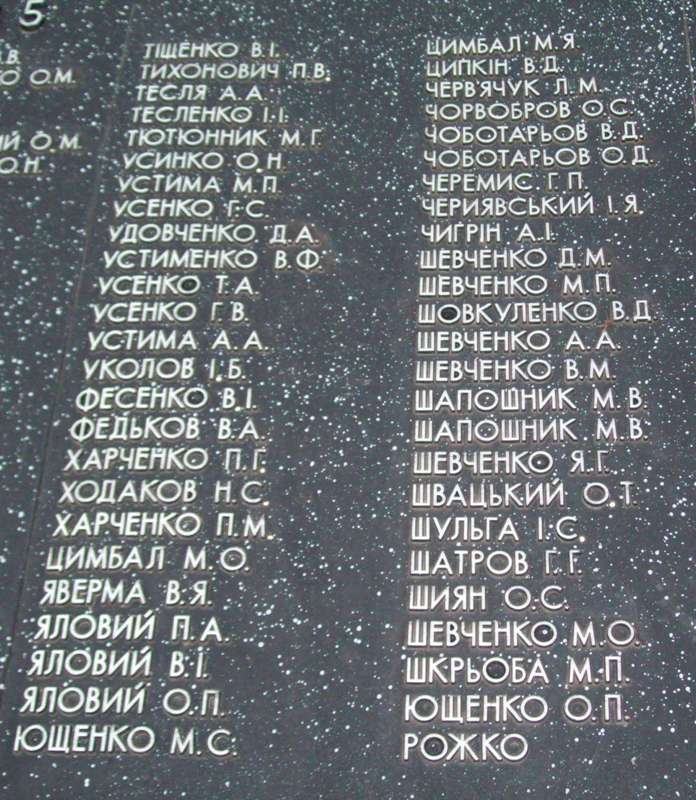 5
В.
КО О.М.
ИЙ О.М.
О.Н.
ТІЩЕНКО В.І.
ТИХОНОВИЧ П.В.
ТЕСЛЯ А.А.
ТЕСЛЕНКО І.І.
ТЮТЮННИК М.Г.
УСИНКО О.Н.
УСТИМА М.П.
УСЕНКО Г.С.
УДОВЧЕНКО Д.А.
УСТИМЕНКО В.Ф.
УСЕНКО Т.А.
УСЕНКО Г.В.
УСТИМА А.А.
УКОЛОВ І.Б.
ФЕСЕНКО В.І.
ФЕДЬКОВ В.А.
ХАРЧЕНКО П.Г.
ХОДАКОВ Н.С.
ХАРЧЕНКО П.М.
ЦИМБАЛ М.О.
ЯВЕРМА В.Я.
ЯЛОВИЙ П.А.
ЯЛОВИЙ В.І.
ЯЛОВИЙ О.П.
ЮЩЕНКО М.С.
ЦИМБАЛ М.Я.
ЦИПКІН В.Д.
ЧЕРВ'ЯЧУК Л.М.
ЧОРВОБРОВ О.С.
ЧОБОТАРЬОВ В.Д.
ЧОБОТАРЬОВ О.Д.
ЧЕРЕМИС Г.П.
ЧЕРИЯВСЬКИЙ І.Я.
ЧИГРІН А.І.
ШЕВЧЕНКО Д.М.
ШЕВЧЕНКО М.П.
ШОВКУЛЕНКО В.Д.
ШЕВЧЕНКО А.А.
ШЕВЧЕНКО В.М.
ШАПОШНИК М.В.
ШАПОШНИК М.В.
ШЕВЧЕНКО Я.Г.
ШВАЦЬКИЙ О.Т.
ШУЛЬГА І.С.
ШАТРОВ Г.Г.
ШИЯН О.С.
ШЕВЧЕНКО М.О.
ШКРЬОБА М.П.
ЮЩЕНКО О.П.
РОЖКО